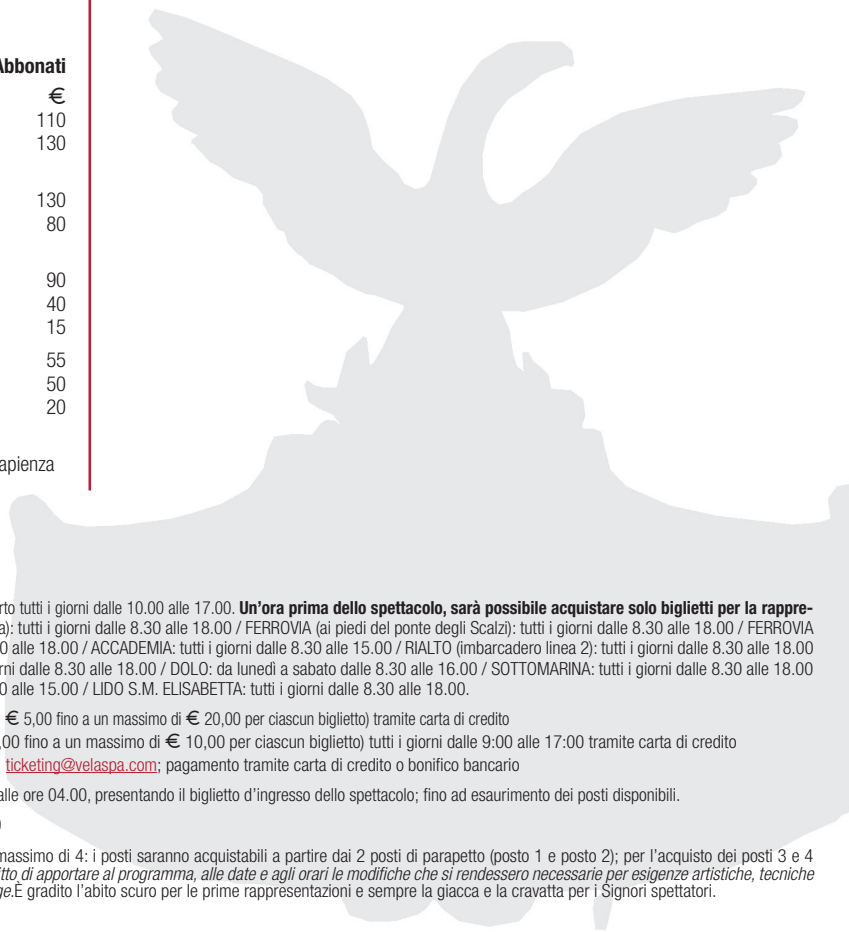 Abbonati
€
110
130
130
80
90
40
15
55
50
20
apienza
rto tutti i giorni dalle 10.00 alle 17.00. Un'ora prima dello spettacolo, sarà possibile acquistare solo biglietti per la rappre-
a): tutti i giorni dalle 8.30 alle 18.00 / FERROVIA (ai piedi del ponte degli Scalzi): tutti i giorni dalle 8.30 alle 18.00 / FERROVIA
0 alle 18.00 / ACCADEMIA: tutti i giorni dalle 8.30 alle 15.00 / RIALTO (imbarcadero linea 2): tutti i giorni dalle 8.30 alle 18.00
rni dalle 8.30 alle 18.00 / DOLO: da lunedì a sabato dalle 8.30 alle 16.00 / SOTTOMARINA: tutti i giorni dalle 8.30 alle 18.00
0 alle 15.00 / LIDO S.M. ELISABETTA: tutti i giorni dalle 8.30 alle 18.00.
€ 5,00 fino a un massimo di € 20,00 per ciascun biglietto) tramite carta di credito
,00 fino a un massimo di € 10,00 per ciascun biglietto) tutti i giorni dalle 9:00 alle 17:00 tramite carta di credito
ticketing@velaspa.com; pagamento tramite carta di credito o bonifico bancario
alle ore 04.00, presentando il biglietto d'ingresso dello spettacolo; fino ad esaurimento dei posti disponibili.
)
massimo di 4: i posti saranno acquistabili a partire dai 2 posti di parapetto (posto 1 e posto 2); per l'acquisto dei posti 3 e 4
itto di apportare al programma, alle date e agli orari le modifiche che si rendessero necessarie per esigenze artistiche, tecniche
ge.È gradito l'abito scuro per le prime rappresentazioni e sempre la giacca e la cravatta per i Signori spettatori.